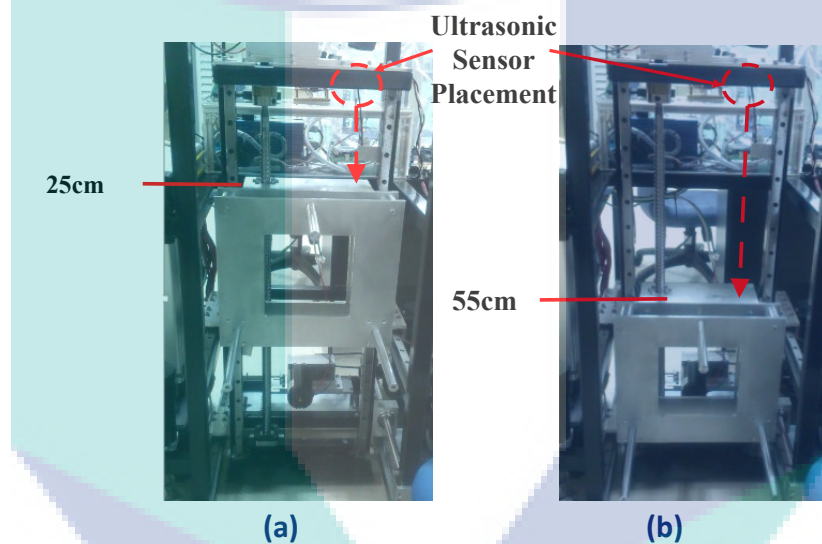 Ultrasonic
Sensor
Placement
25cm
55cm
(a)
(b)